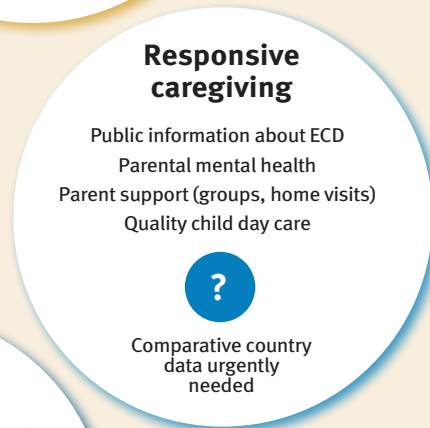 Responsive
caregiving
Public information about ECD
Parental mental health
Parent support (groups, home visits)
Quality child day care
?
Comparative country
data urgently
needed